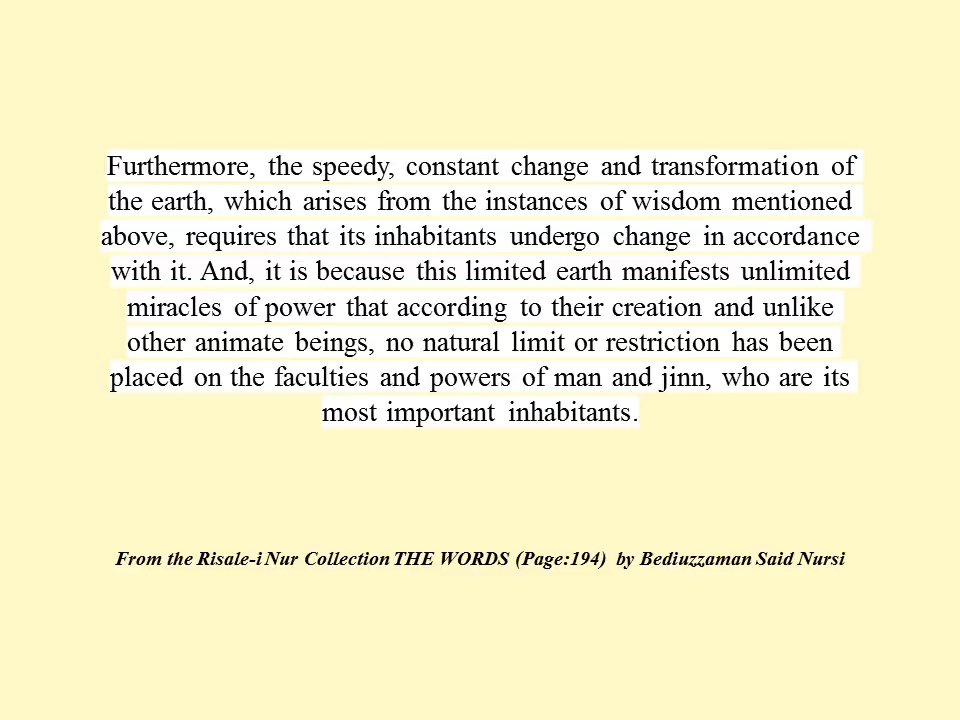 Furthermore, the speedy, constant change and transformation of
the earth, which arises from the instances of wisdom mentioned
above, requires that its inhabitants undergo change in accordance
with it. And, it is because this limited earth manifests unlimited
miracles of power that according to their creation and unlike
other animate beings, no natural limit or restriction has been
placed on the faculties and powers of man and jinn, who are its
most important inhabitants.
From the Risale-i Nur Collection THE WORDS (Page:194) by Bediuzzaman Said Nursi